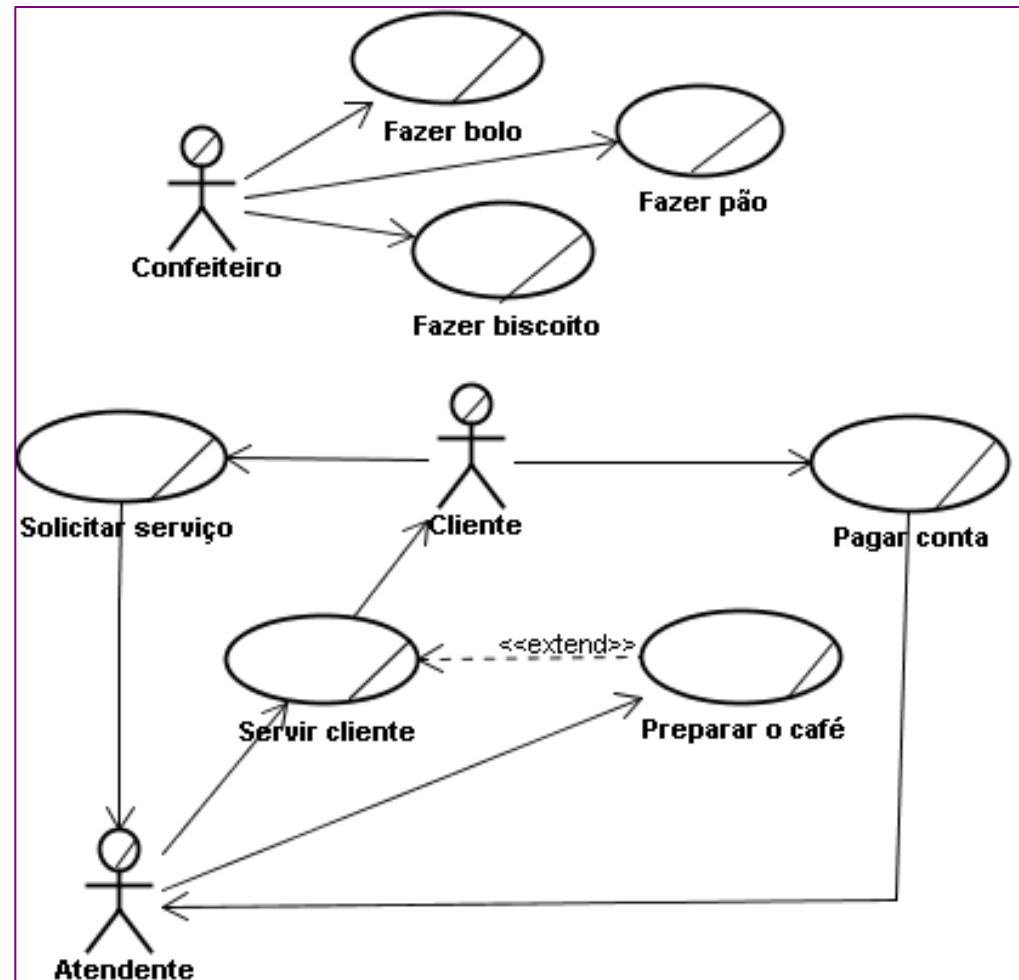 Fazer bolo
Fazer pão
Confeiteiro
Fazer biscoito
Solicitar serviço
Cliente
Pagar conta
<<extend>>
Servir cliente
Preparar o café
Atendente